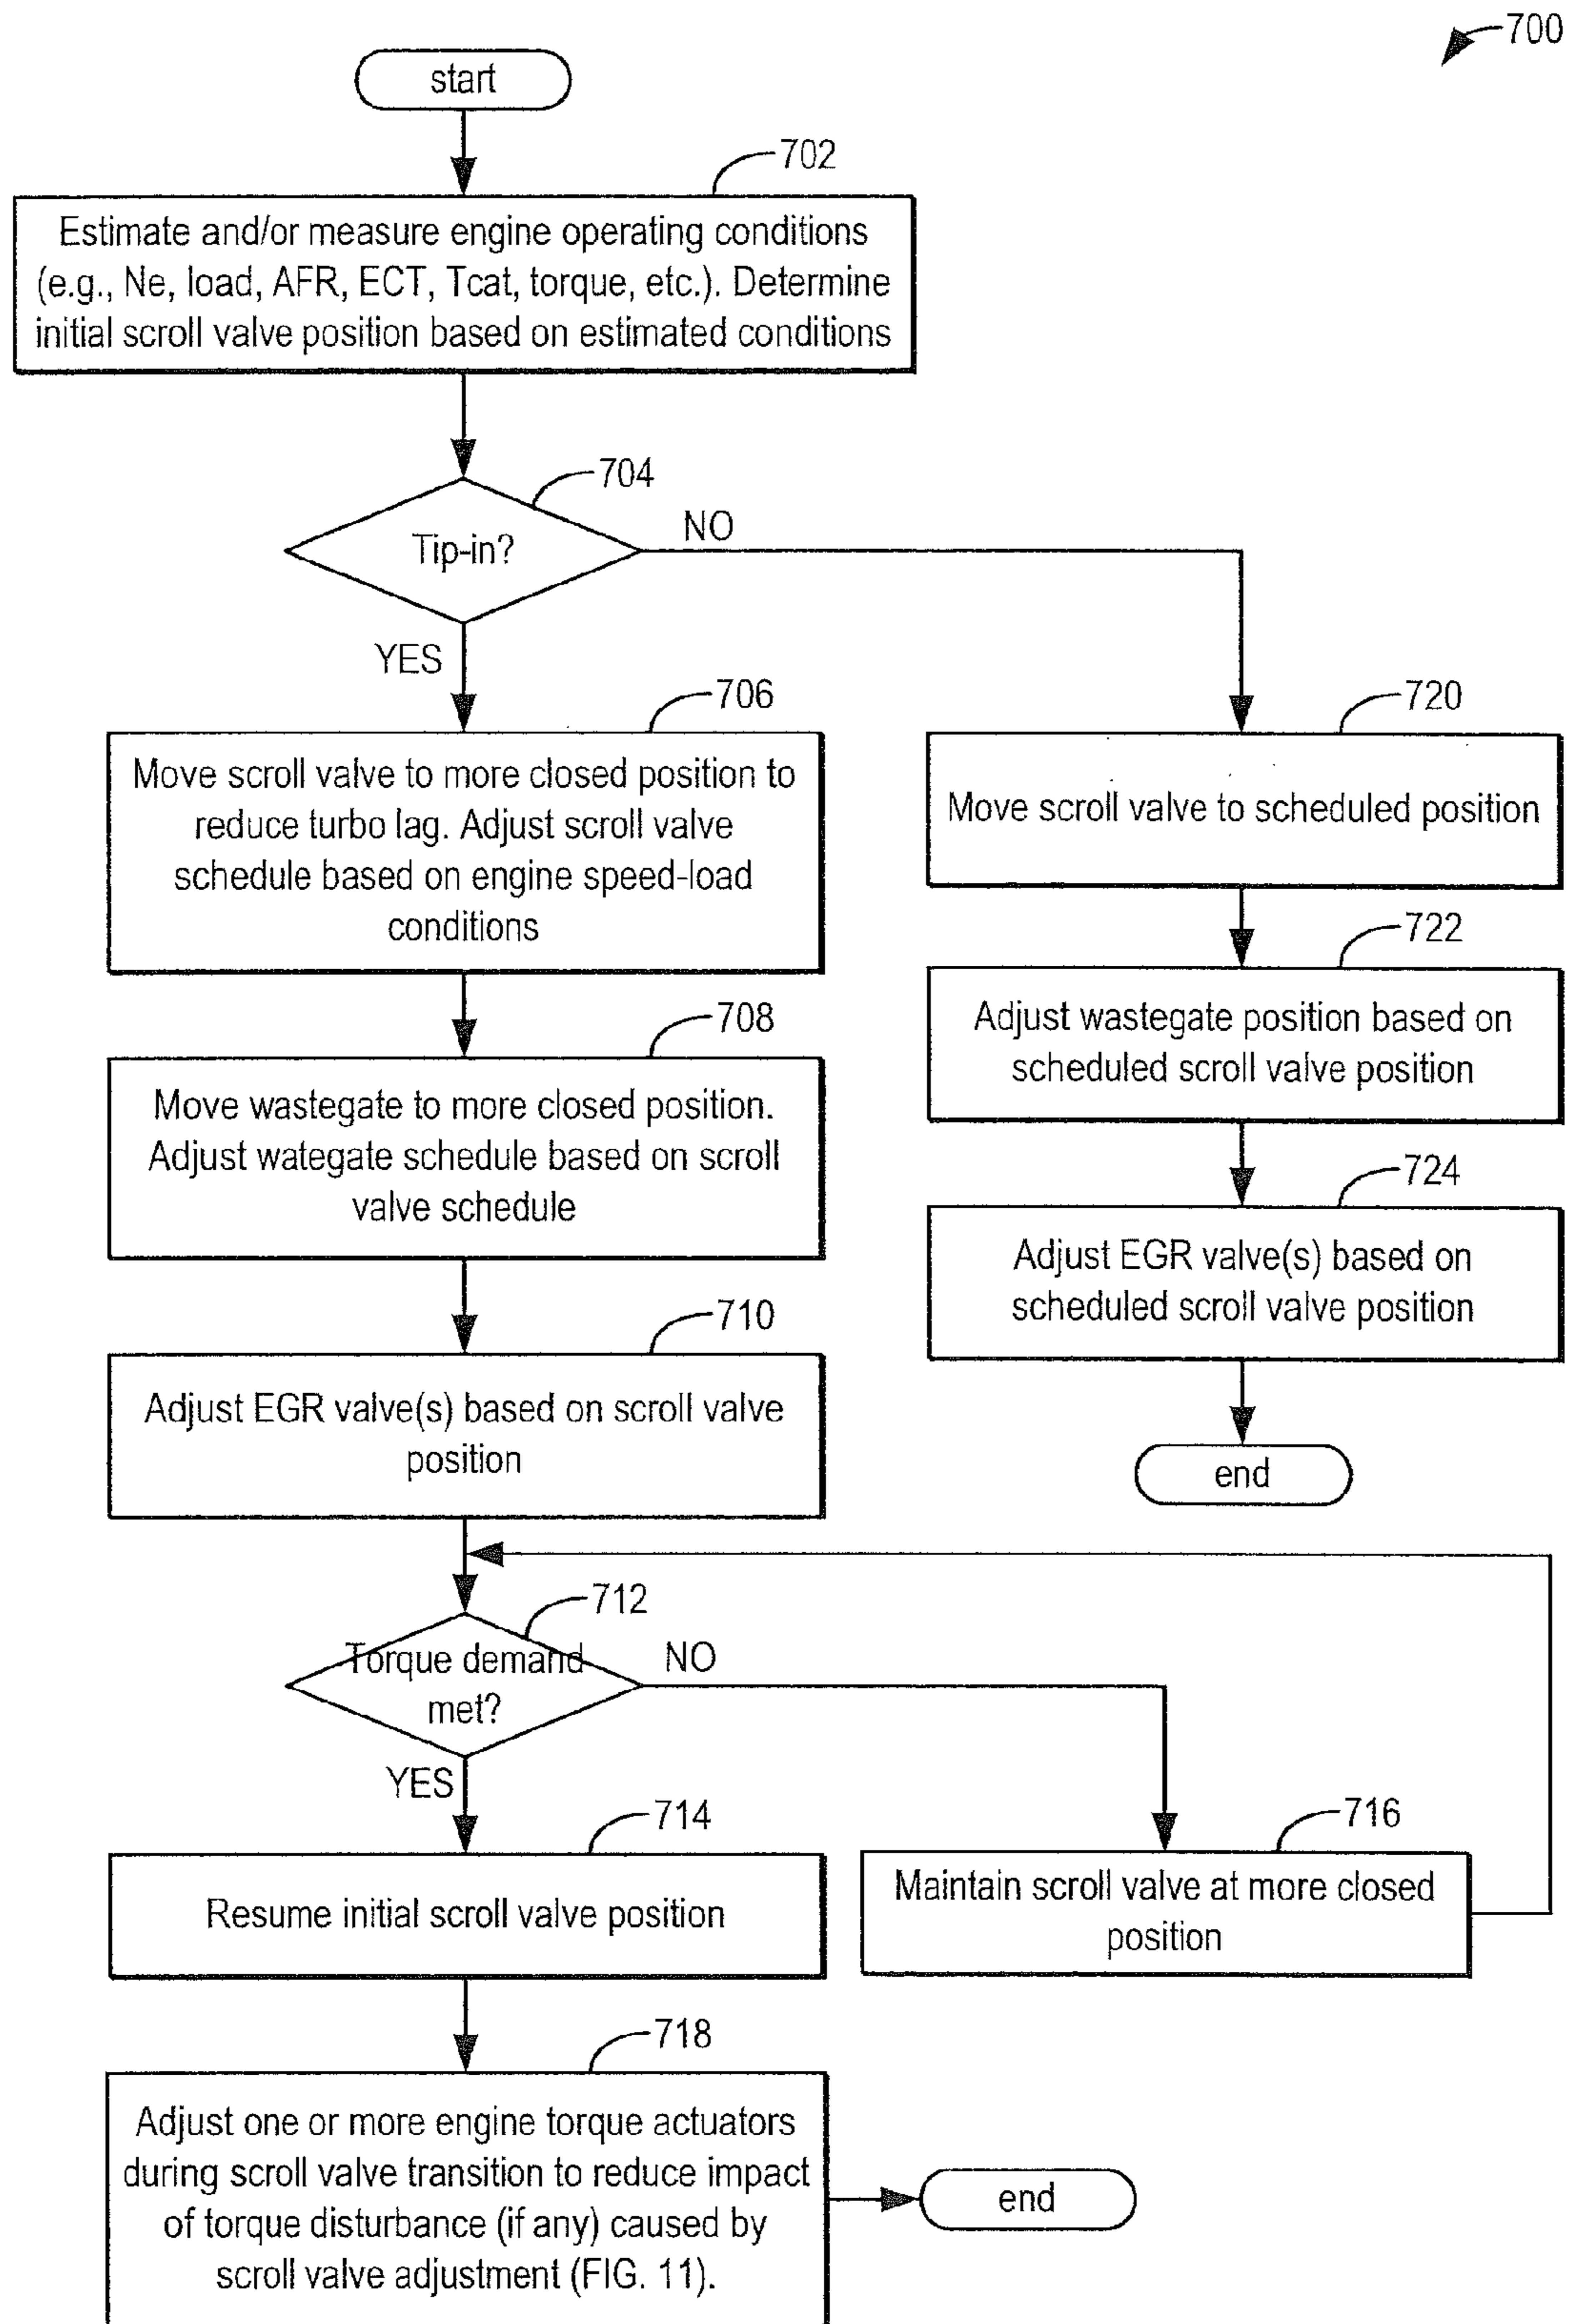 700
start
702
Estimate and/or measure engine operating conditions
(e.g., Ne, load, AFR, ECT, Tcat, torque, etc.). Determine
initial scroll valve position based on estimated conditions
704
Tip-in?
NO
YES
706
Move scroll valve to more closed position to
reduce turbo lag. Adjust scroll valve
schedule based on engine speed-load
conditions
720
Move scroll valve to scheduled position
708
Move wastegate to more closed position.
Adjust wategate schedule based on scroll
valve schedule
722
Adjust wastegate position based on
scheduled scroll valve position
710
Adjust EGR valve(s) based on scroll valve
position
724
Adjust EGR valve(s) based on
scheduled scroll valve position
end
712
Torque demand
met?
NO
YES
714
Resume initial scroll valve position
716
Maintain scroll valve at more closed
position
718
Adjust one or more engine torque actuators
during scroll valve transition to reduce impact
of torque disturbance (if any) caused by
scroll valve adjustment (FIG. 11).
end